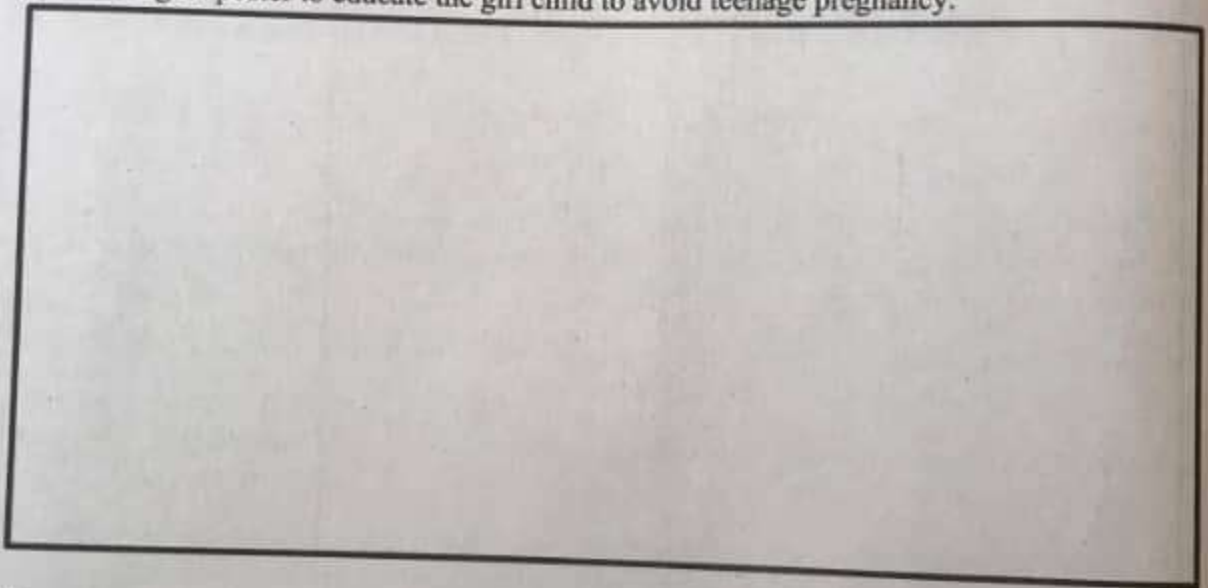 poster to educate the girl child to avoid teenage pregnancy.